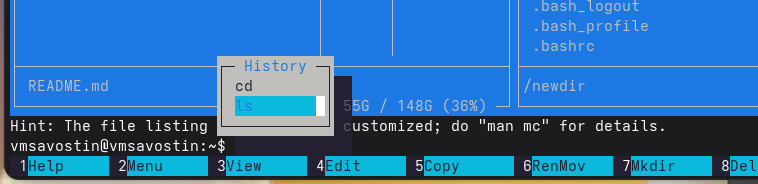 .bash_logout
.bash_profile
.bashrc
History
cd
ls
README.md
/newdir
55G / 148G (36%)
Hint: The file listing customized; do "man mc" for details.
vmsavostin@vmsavostin:~$
1Help 2Menu 3View 4Edit 5Copy 6RenMov 7Mkdir 8Del